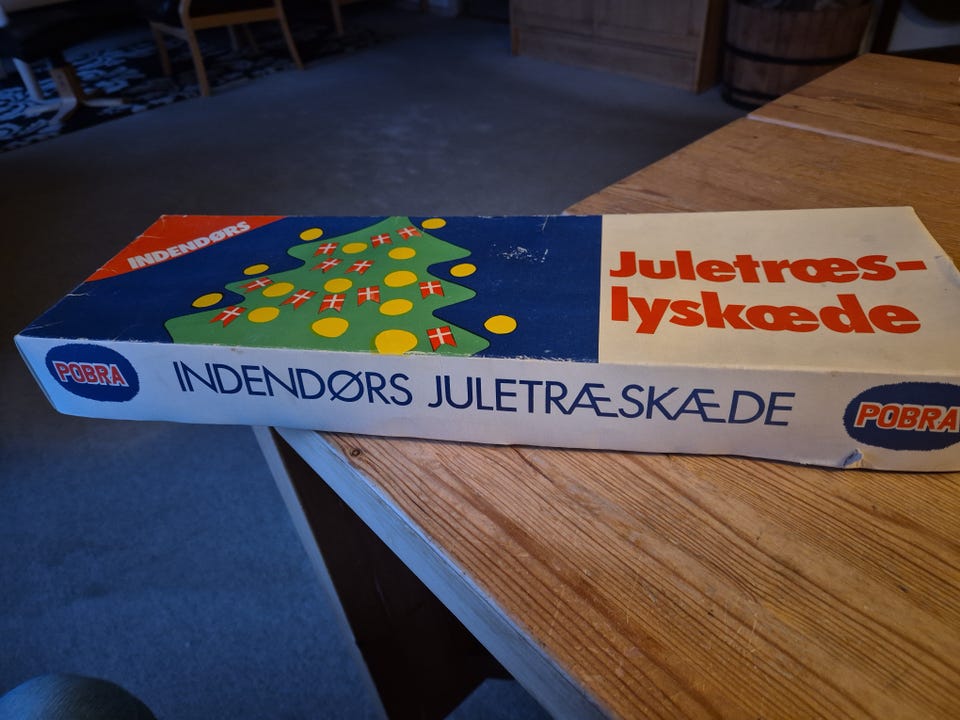 INDENDØRS
Juletræs-
lyskæde
POBRA
INDENDØRS JULETRÆSKÆDE
POBRA